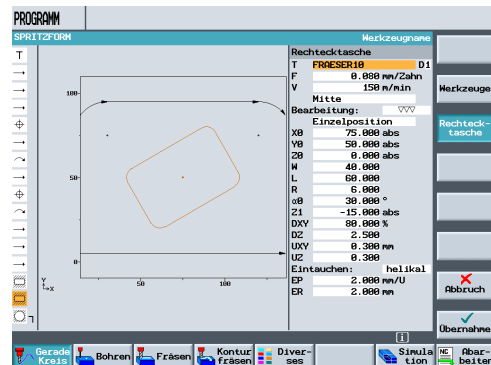 PROGRAMM
SPRITZFORM Werkzeugname
Rechtecktasche
T FRAESER10 D1
F 0.080 mm/Zahn
V 150 m/min
Mitte
Bearbeitung: ▽▽▽
Einzelposition
X0 75.000 abs
Y0 50.000 abs
Z0 0.000 abs
W 40.000
L 60.000
R 6.000
α0 30.000 °
Z1 -15.000 abs
DXY 80.000 %
DZ 2.500
UXY 0.300 mm
UZ 0.300
Eintauchen: helikal
EP 2.000 mm/U
ER 2.000 mm
T
100
50
0
50
100
Y
X
Werkzeuge
Rechteck-
tasche
Abbruch
Übernahme
i
Gerade
Kreis
Bohren
Fräsen
Kontur
fräsen
Diver-
ses
Simula
tion
NC
Abar-
beiten